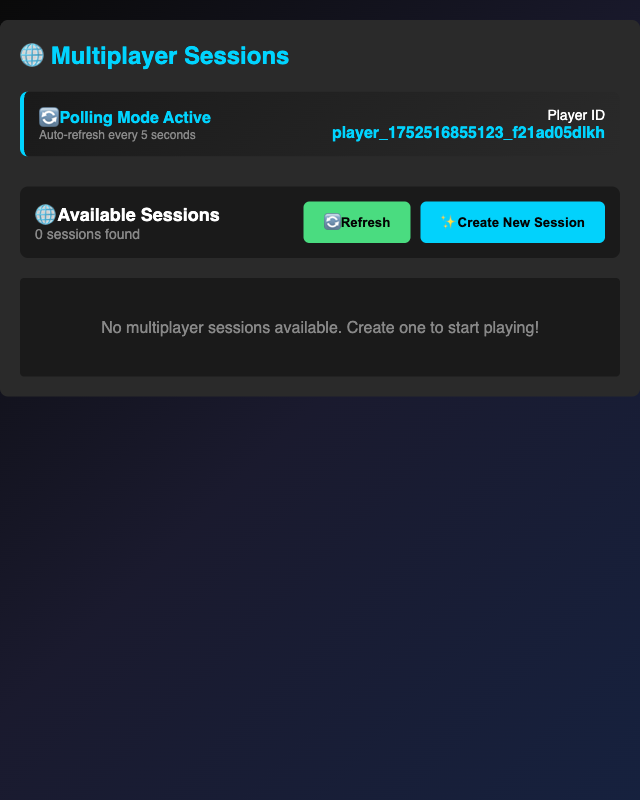 🌐 Multiplayer Sessions
🔄Polling Mode Active
Auto-refresh every 5 seconds
Player ID
player_1752516855123_f21ad05dlkh
🌐Available Sessions
0 sessions found
🔄Refresh
✨Create New Session
No multiplayer sessions available. Create one to start playing!